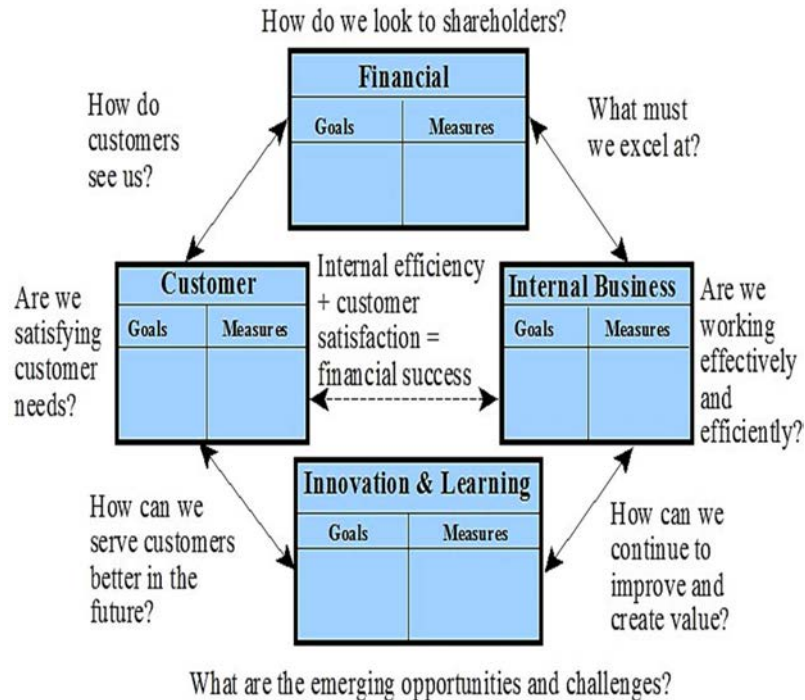 How do we look to shareholders?
Financial
Goals Measures
How do
customers
see us?
What must
we excel at?
Customer
Goals Measures
Internal efficiency
+ customer
satisfaction =
financial success
Internal Business
Goals Measures
Are we
satisfying
customer
needs?
Are we
working
effectively
and
efficiently?
Innovation & Learning
Goals Measures
How can we
serve customers
better in the
future?
How can we
continue to
improve and
create value?
What are the emerging opportunities and challenges?